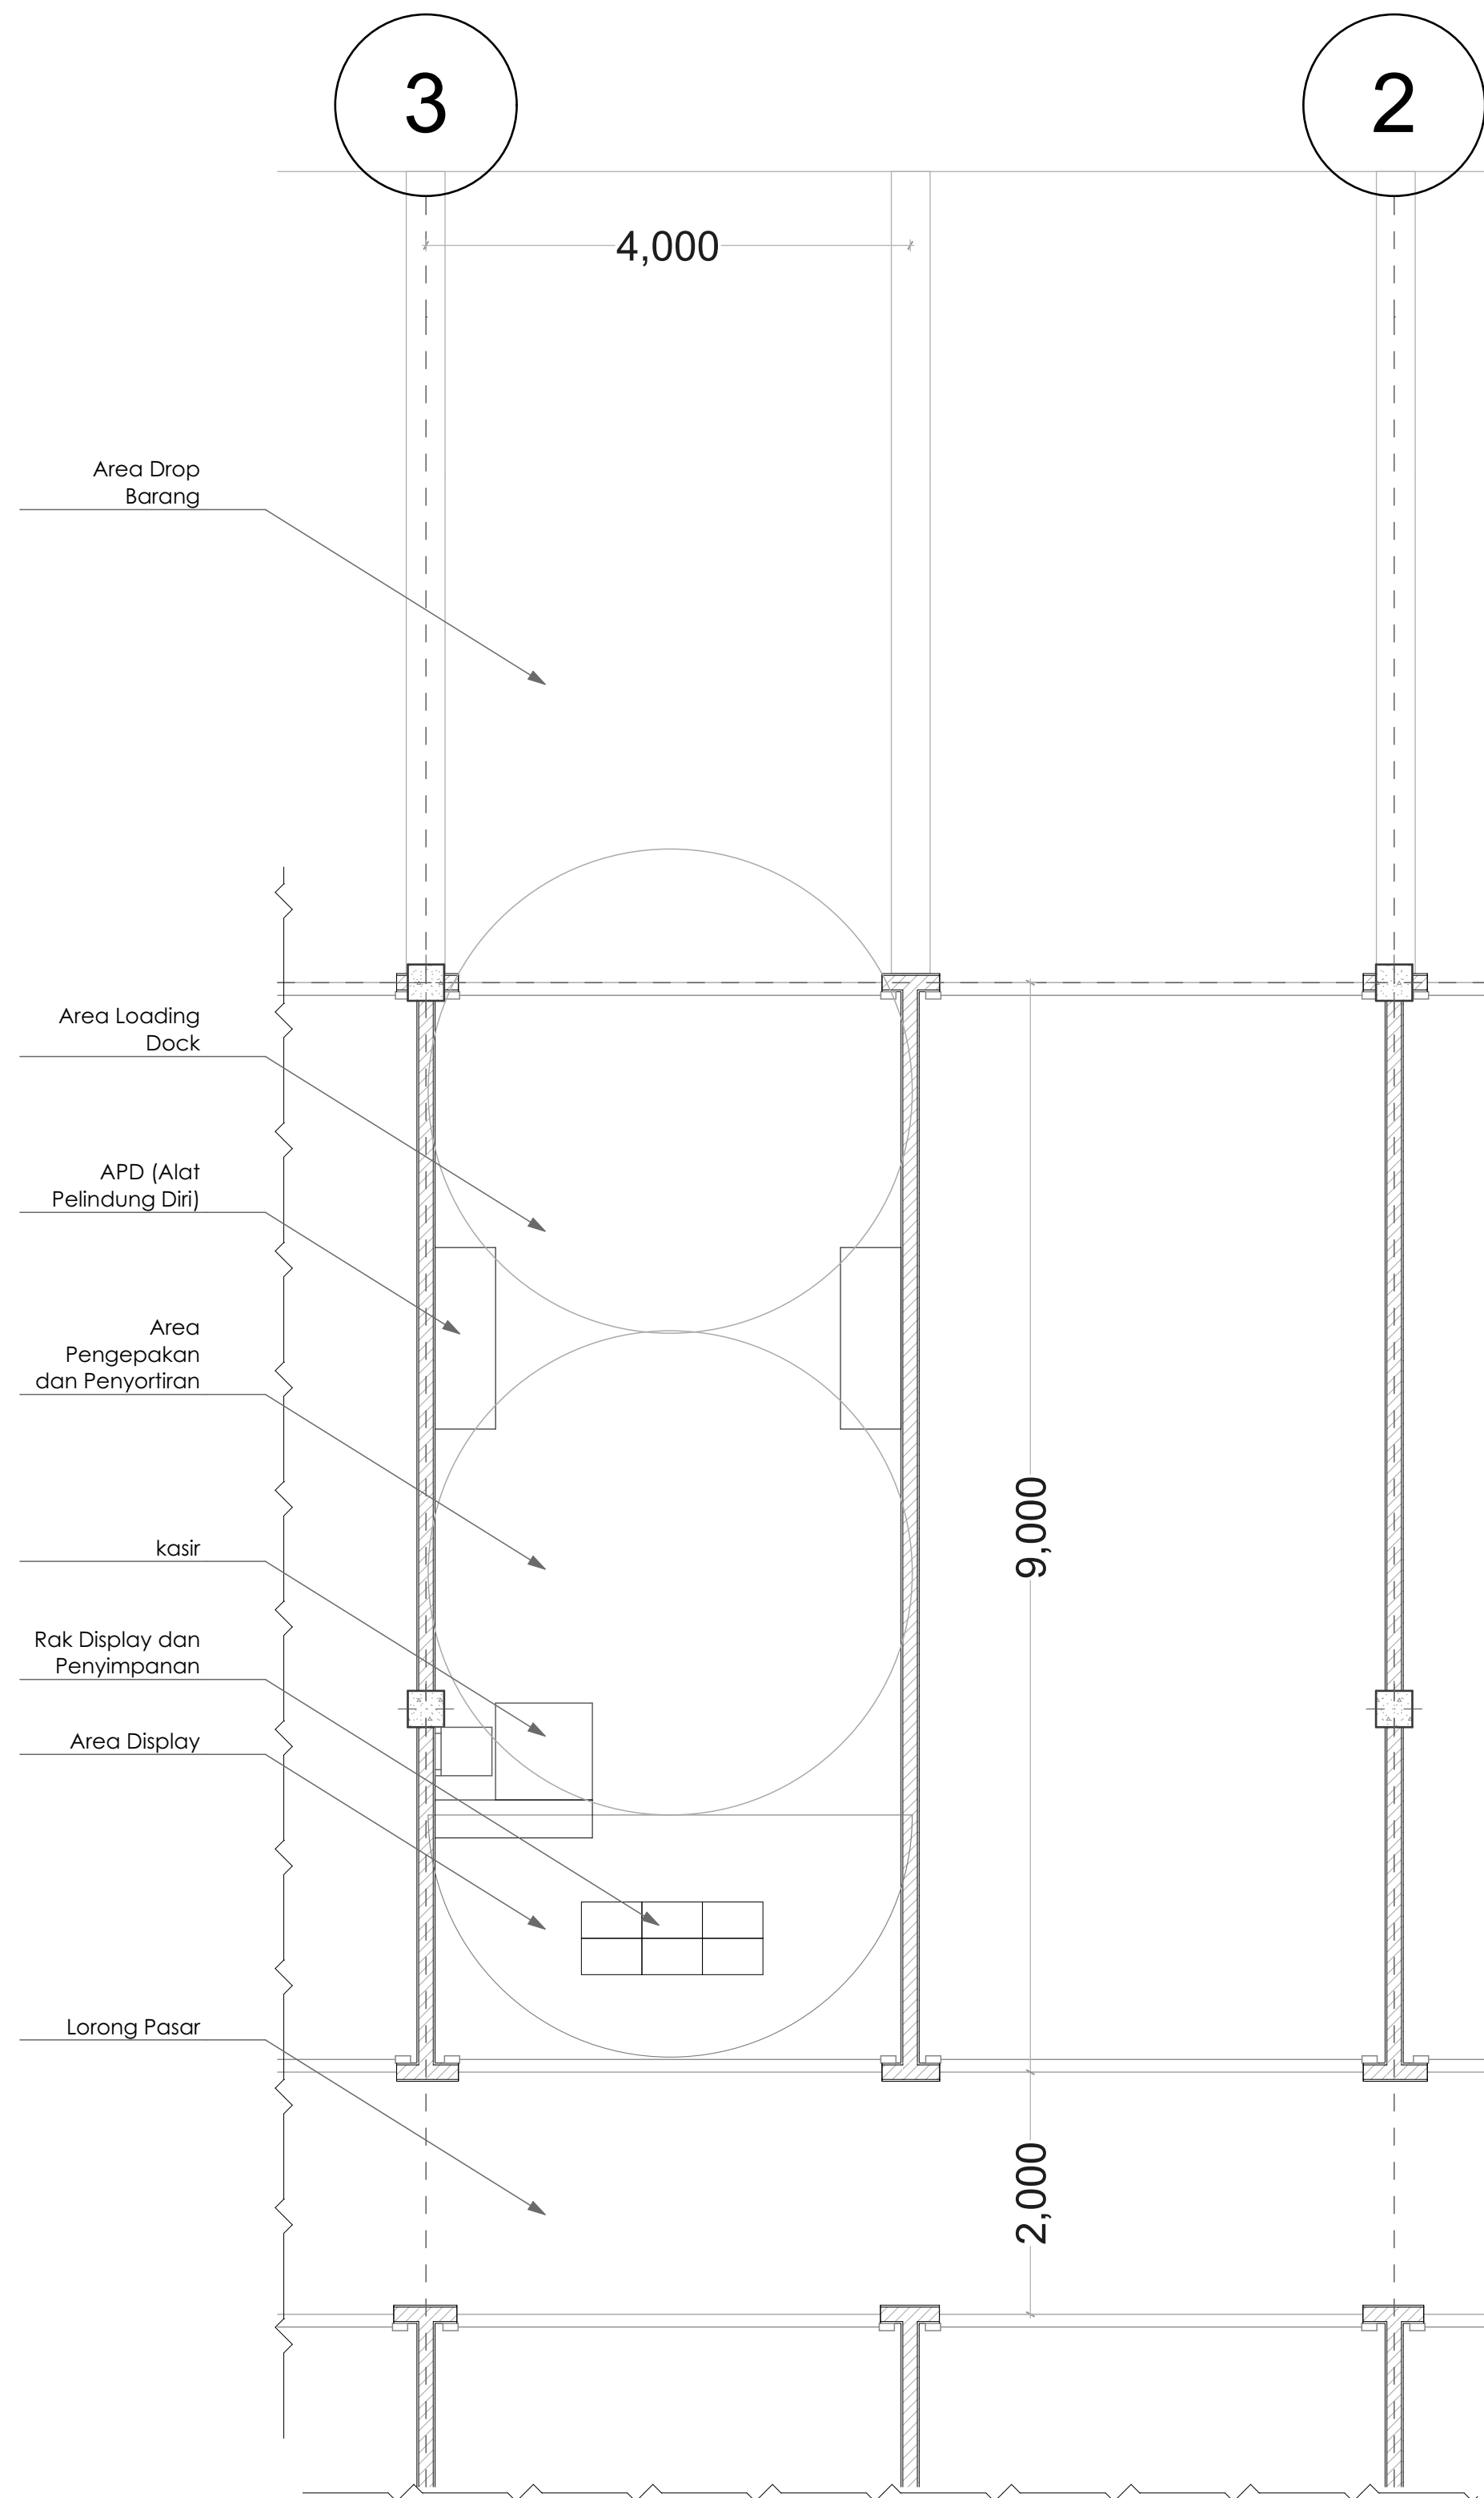 3
2
4,000
Area Drop
Barang
Area Loading
Dock
APD (Alat
Pelindung Diri)
Area
Pengepakan
dan Penyortiran
9,000
kasir
Rak Display dan
Penyimpanan
Area Display
Lorong Pasar
2,000